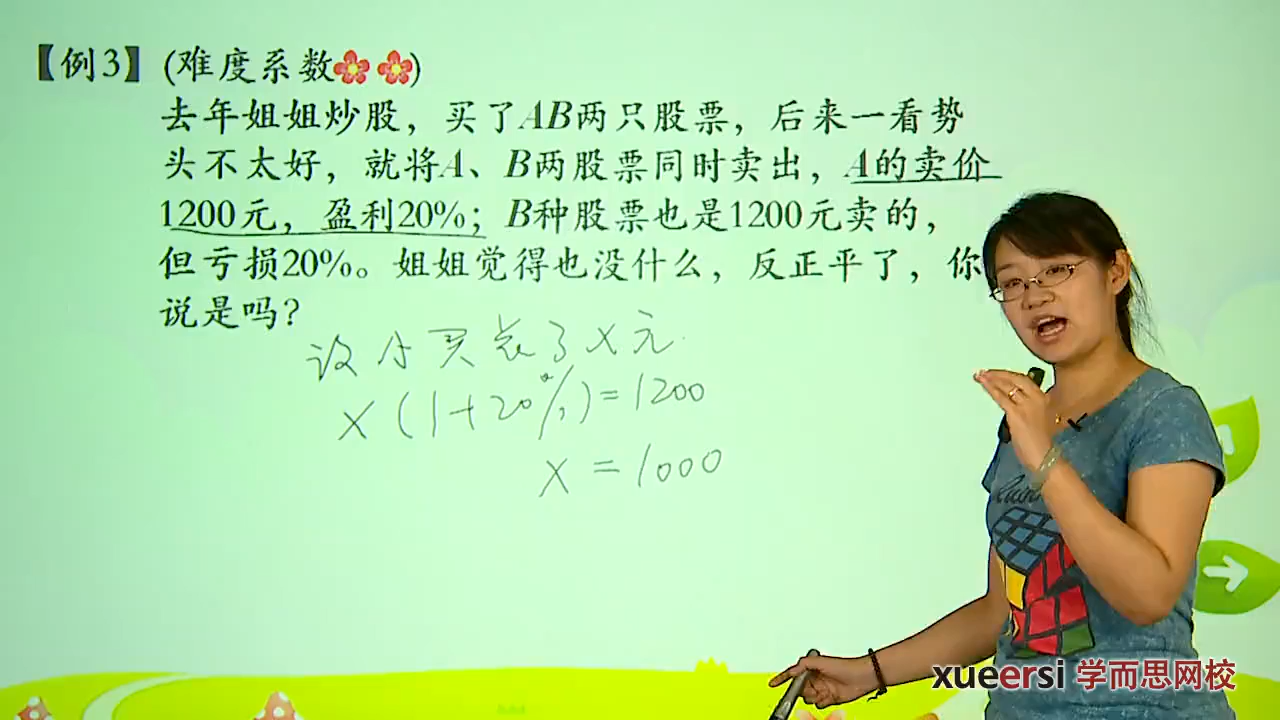 【例3】(难度系数)
去年姐姐炒股，买了AB两只股票，后来一看势
头不太好，就将A、B两股票同时卖出，A的卖价
1200元，盈利20%；B种股票也是1200元卖的，
但亏损20%。姐姐觉得也没什么，反正平了，你
说是吗？
X元
X(1+20%)=1200
X=1000
xueersi 学而思网校